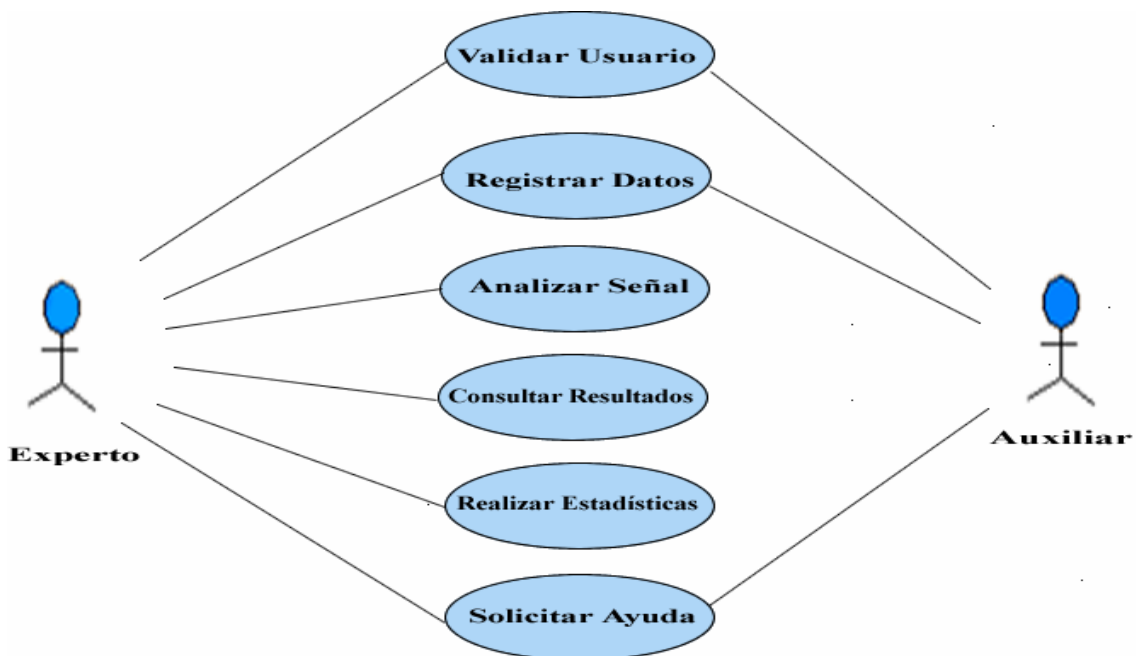 Validar Usuario
Registrar Datos
Analizar Señal
Consultar Resultados
Experto
Auxiliar
Realizar Estadísticas
Solicitar Ayuda